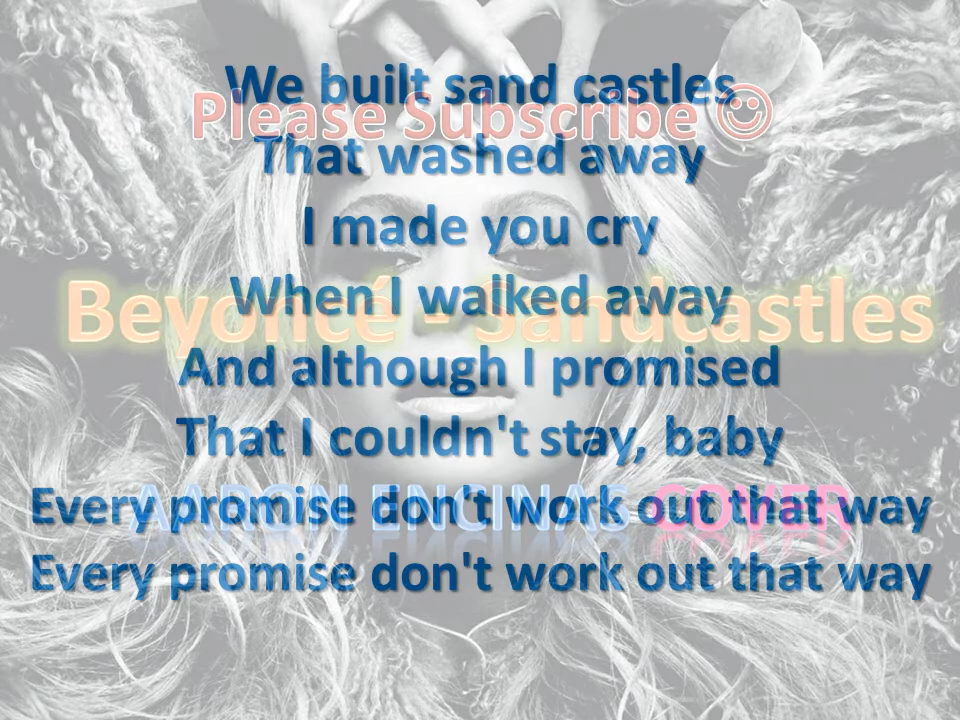 We built sand castles
Please Subscribe ☺
That washed away
I made you cry
When I walked away
Beyoncé - Sandcastles
And although I promised
That I couldn't stay, baby
Every promise don't work out that way
AARON ENCINAS COVER
Every promise don't work out that way